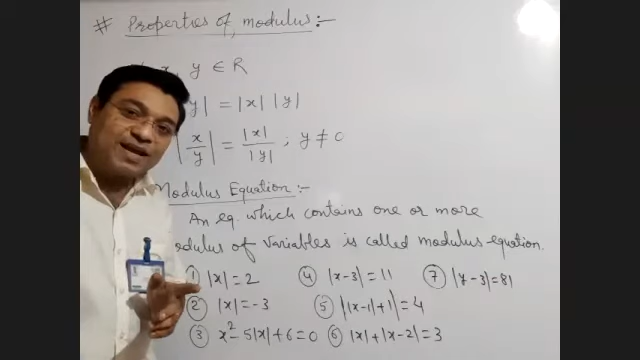 # Properties of modulus :-
x, y ∈ R
y| = |x| |y|
|x/y| = |x|/|y| ; y ≠ 0
Modulus Equation :-
An eq. which contains one or more
odulus of variables is called modulus equation.
① |x| = 2 ④ |x-3| = 11 ⑦ |y-3| = 81
② |x| = -3 ⑤ ||x-1|+1| = 4
③ x² - 5|x| + 6 = 0 ⑥ |x| + |x-2| = 3